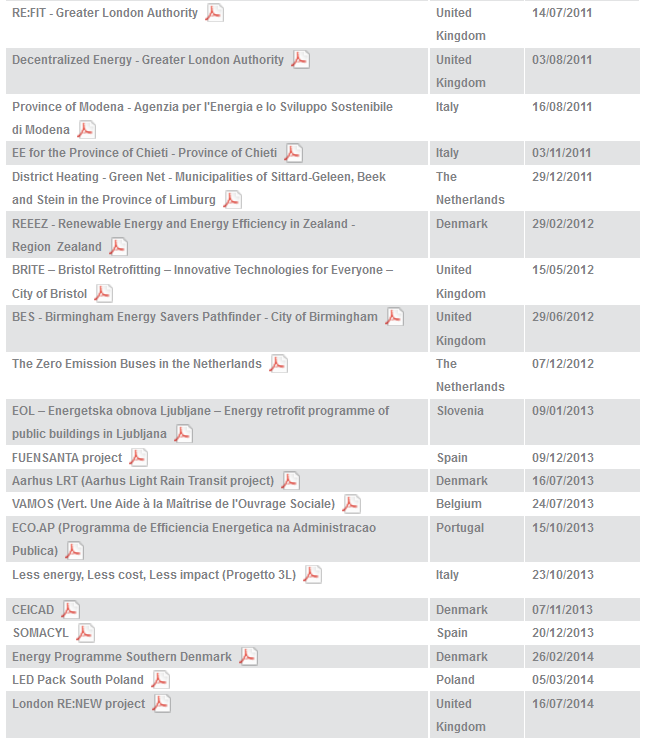 RE:FIT - Greater London Authority United 14/07/2011
Kingdom
Decentralized Energy - Greater London Authority United 03/08/2011
Kingdom
Province of Modena - Agenzia per l'Energia e lo Sviluppo Sostenibile Italy 16/08/2011
di Modena
EE for the Province of Chieti - Province of Chieti Italy 03/11/2011
District Heating - Green Net - Municipalities of Sittard-Geleen, Beek The 29/12/2011
and Stein in the Province of Limburg Netherlands
REEEZ - Renewable Energy and Energy Efficiency in Zealand - Denmark 29/02/2012
Region Zealand
BRITE – Bristol Retrofitting – Innovative Technologies for Everyone – United 15/05/2012
City of Bristol Kingdom
BES - Birmingham Energy Savers Pathfinder - City of Birmingham United 29/06/2012
Kingdom
The Zero Emission Buses in the Netherlands The 07/12/2012
Netherlands
EOL – Energetska obnova Ljubljane – Energy retrofit programme of Slovenia 09/01/2013
public buildings in Ljubljana
FUENSANTA project Spain 09/12/2013
Aarhus LRT (Aarhus Light Rain Transit project) Denmark 16/07/2013
VAMOS (Vert. Une Aide à la Maîtrise de l'Ouvrage Sociale) Belgium 24/07/2013
ECO.AP (Programma de Efficiencia Energetica na Administracao Portugal 15/10/2013
Publica)
Less energy, Less cost, Less impact (Progetto 3L) Italy 23/10/2013
CEICAD Denmark 07/11/2013
SOMACYL Spain 20/12/2013
Energy Programme Southern Denmark Denmark 26/02/2014
LED Pack South Poland Poland 05/03/2014
London RE:NEW project United 16/07/2014
Kingdom